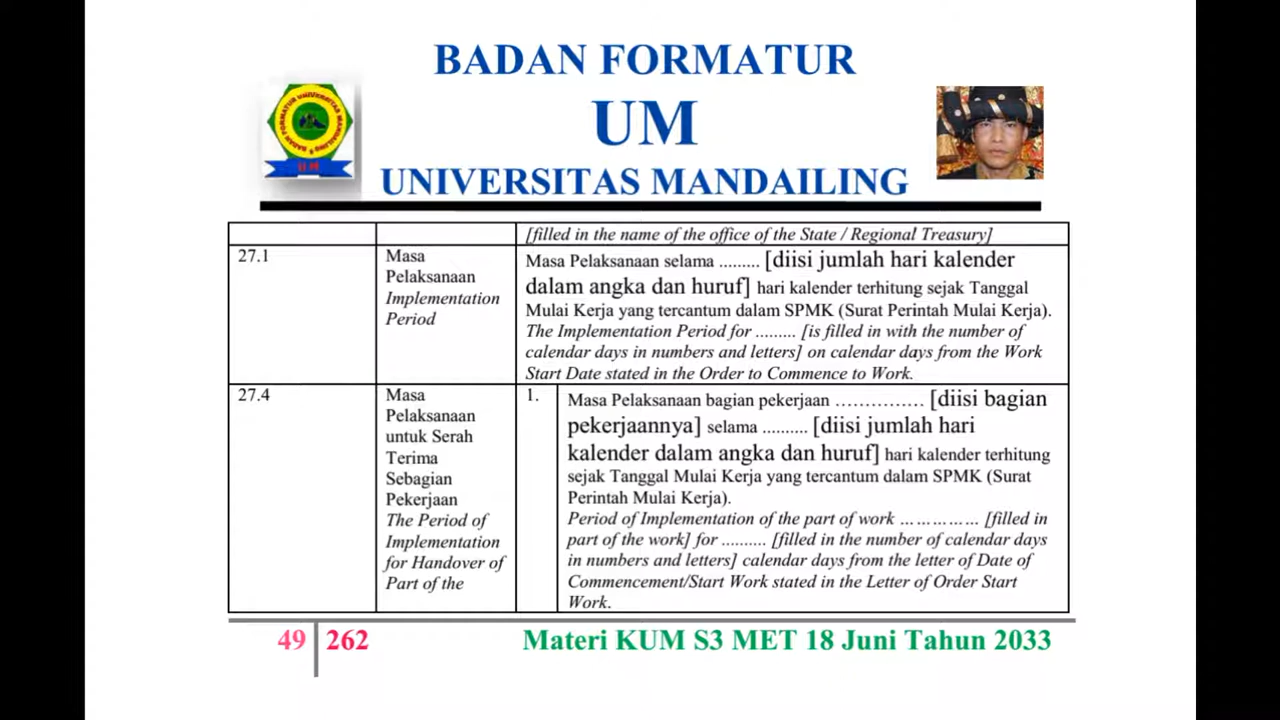 BADAN FORMATUR
UM
UNIVERSITAS MANDAILING
BADAN FORMATUR UNIVERSITAS MANDAILING
U M
[filled in the name of the office of the State / Regional Treasury]
27.1
Masa
Pelaksanaan
Implementation
Period
Masa Pelaksanaan selama ......... [diisi jumlah hari kalender
dalam angka dan huruf] hari kalender terhitung sejak Tanggal
Mulai Kerja yang tercantum dalam SPMK (Surat Perintah Mulai Kerja).
The Implementation Period for ......... [is filled in with the number of
calendar days in numbers and letters] on calendar days from the Work
Start Date stated in the Order to Commence to Work.
27.4
Masa
Pelaksanaan
untuk Serah
Terima
Sebagian
Pekerjaan
The Period of
Implementation
for Handover of
Part of the
1.
Masa Pelaksanaan bagian pekerjaan …………… [diisi bagian
pekerjaannya] selama .......... [diisi jumlah hari
kalender dalam angka dan huruf] hari kalender terhitung
sejak Tanggal Mulai Kerja yang tercantum dalam SPMK (Surat
Perintah Mulai Kerja).
Period of Implementation of the part of work …………… [filled in
part of the work] for .......... [filled in the number of calendar days
in numbers and letters] calendar days from the letter of Date of
Commencement/Start Work stated in the Letter of Order Start
Work.
49 262
Materi KUM S3 MET 18 Juni Tahun 2033